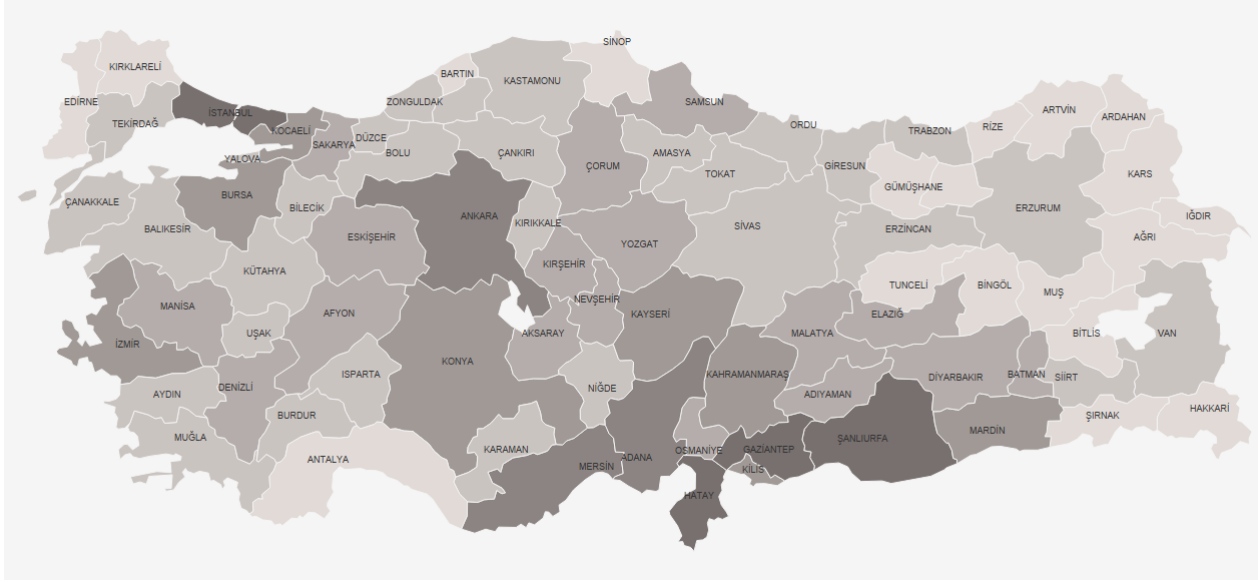 SİNOP
KIRKLARELİ
BARTIN
KASTAMONU
EDİRNE
ZONGULDAK
SAMSUN
ARTVİN
İSTANBUL
TEKİRDAĞ
ARDAHAN
KOCAELİ
ORDU
RİZE
TRABZON
DÜZCE
SAKARYA
BOLU
ÇANKIRI
AMASYA
YALOVA
ÇORUM
GİRESUN
TOKAT
KARS
GÜMÜŞHANE
BURSA
ÇANAKKALE
BİLECİK
ERZURUM
ANKARA
IĞDIR
KIRIKKALE
SİVAS
BALIKESİR
ERZİNCAN
ESKİŞEHİR
AĞRI
YOZGAT
KIRŞEHİR
KÜTAHYA
TUNCELİ
BİNGÖL
MUŞ
NEVŞEHİR
MANİSA
AFYON
KAYSERİ
ELAZIĞ
UŞAK
AKSARAY
MALATYA
BİTLİS
VAN
İZMİR
KONYA
ISPARTA
KAHRAMANMARAŞ
BATMAN
DİYARBAKIR
SİİRT
DENİZLİ
NİĞDE
AYDIN
ADIYAMAN
HAKKARİ
BURDUR
ŞIRNAK
MARDİN
MUĞLA
ŞANLIURFA
KARAMAN
OSMANİYE
GAZİANTEP
ANTALYA
ADANA
MERSİN
KİLİS
HATAY